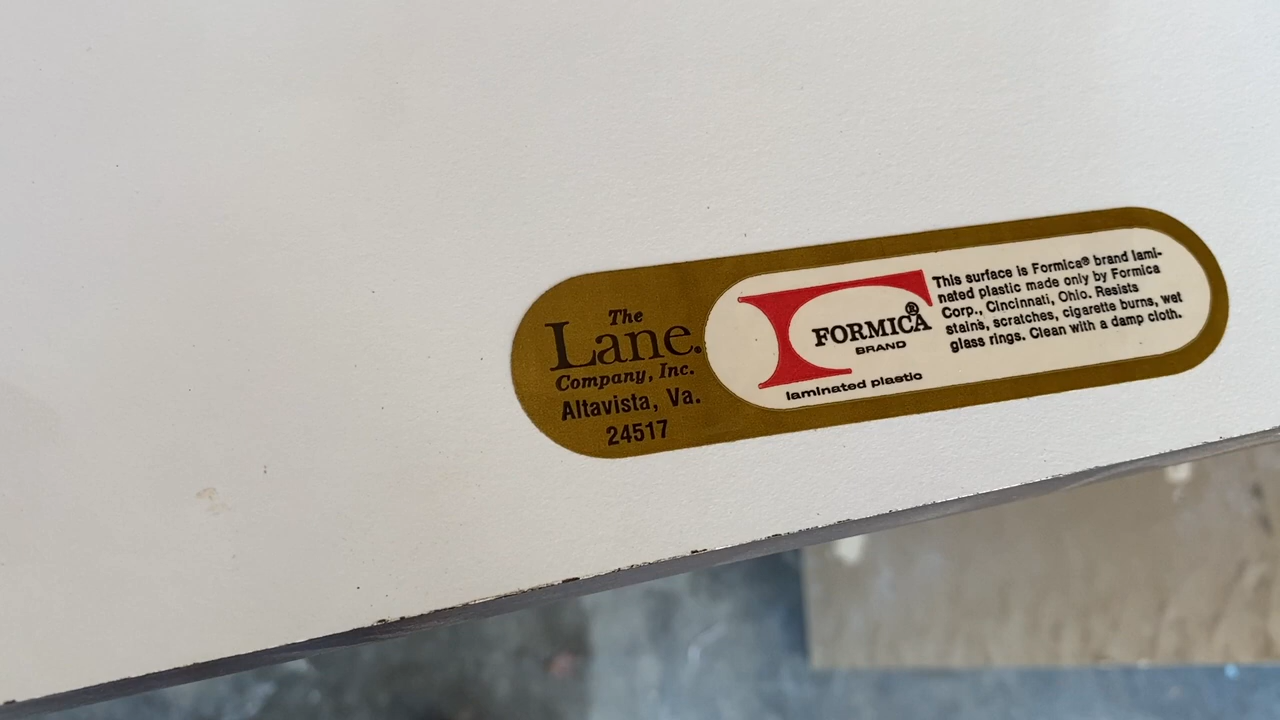 The
Lane.
Company, Inc.
Altavista, Va.
24517
FORMICA®
BRAND
laminated plastic
This surface is Formica® brand lami-
nated plastic made only by Formica
Corp., Cincinnati, Ohio. Resists
stains, scratches, cigarette burns, wet
glass rings. Clean with a damp cloth.